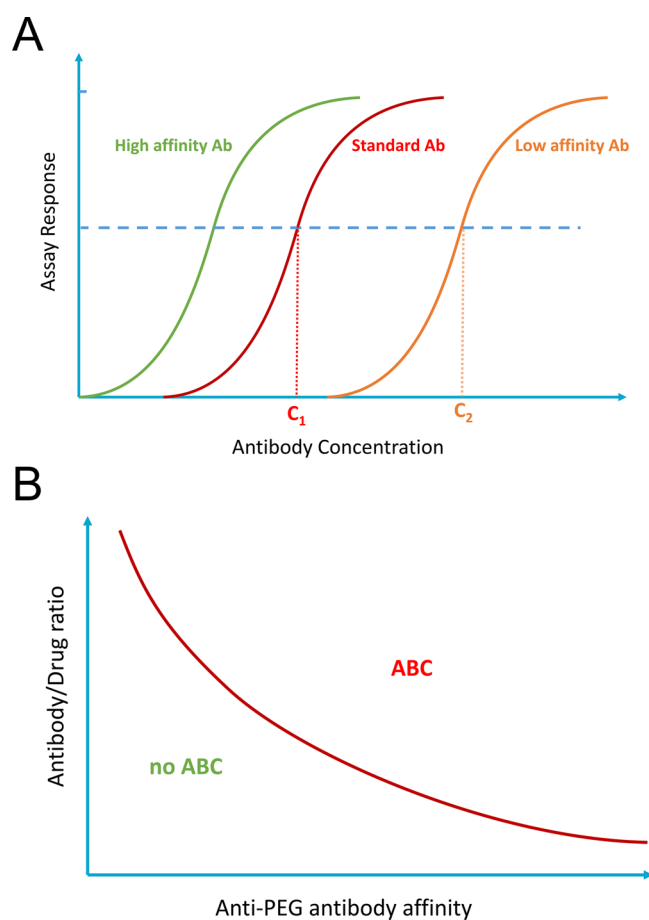 A
High affinity Ab
Standard Ab
Low affinity Ab
Assay Response
C₁
C₂
Antibody Concentration
B
Antibody/Drug ratio
ABC
no ABC
Anti-PEG antibody affinity